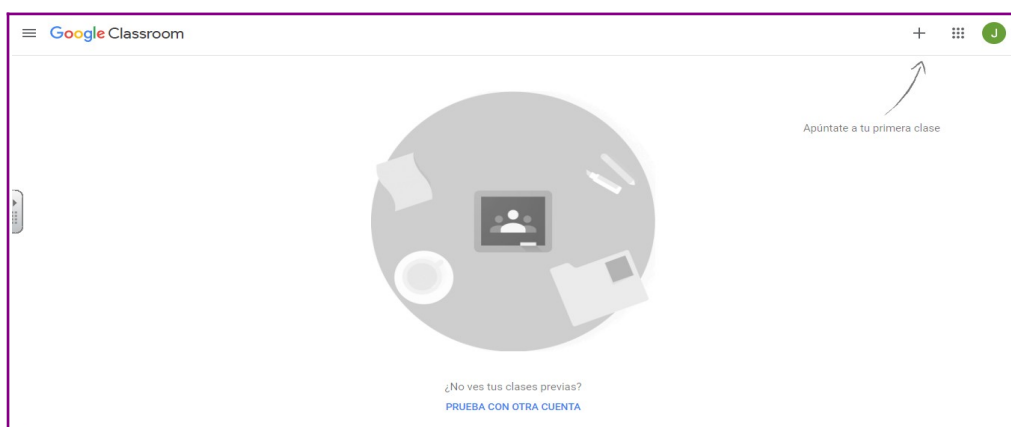 Google Classroom
J
Apúntate a tu primera clase
¿No ves tus clases previas?
PRUEBA CON OTRA CUENTA